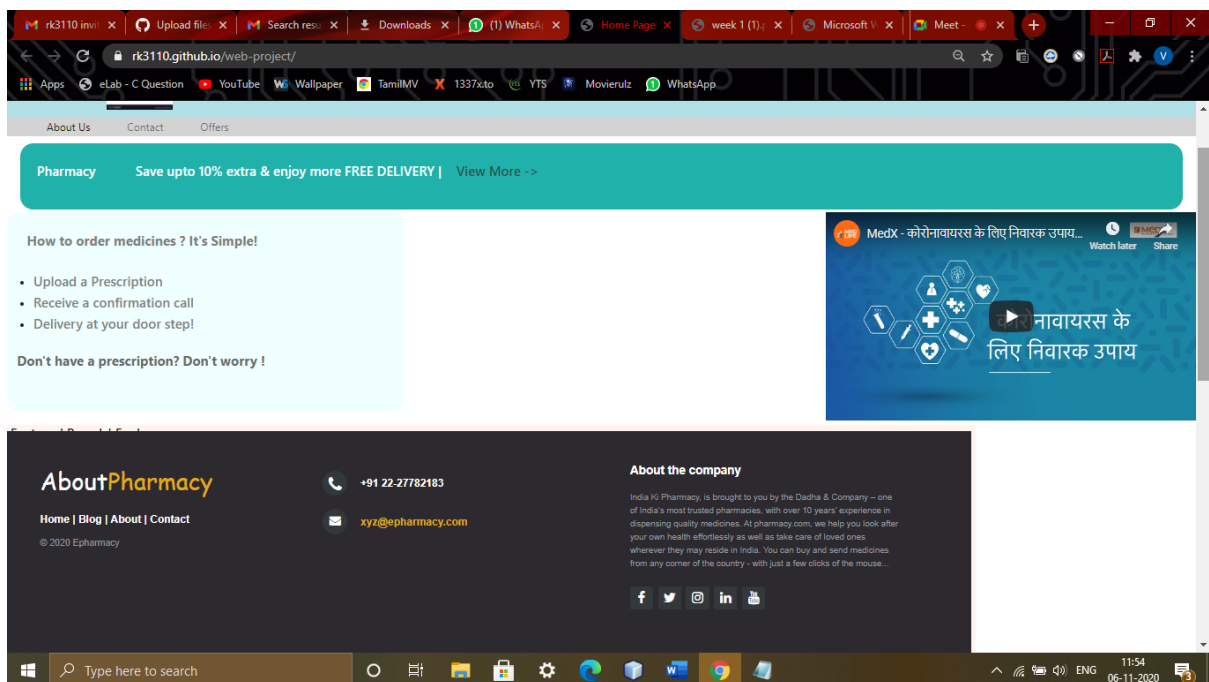 rk3110 invi
Upload file
Search resu
Downloads
(1) WhatsA
Home Page
week 1 (1).
Microsoft
Meet -
rk3110.github.io/web-project/
V
Apps
eLab - C Question
YouTube
Wallpaper
TamilMV
1337x.to
YTS
Movierulz
WhatsApp
About Us
Contact
Offers
Pharmacy
Save upto 10% extra & enjoy more FREE DELIVERY |
View More ->
How to order medicines ? It's Simple!
Upload a Prescription
Receive a confirmation call
Delivery at your door step!
Don't have a prescription? Don't worry !
MedX - कोरोनावायरस के लिए निवारक उपाय...
Watch later
Share
नावायरस के
लिए निवारक उपाय
AboutPharmacy
Home | Blog | About | Contact
© 2020 Epharmacy
+91 22-27782183
xyz@epharmacy.com
About the company
India Ki Pharmacy, is brought to you by the Dadha & Company – one
of India's most trusted pharmacies, with over 10 years' experience in
dispensing quality medicines. At pharmacy.com, we help you look after
your own health effortlessly as well as take care of loved ones
wherever they may reside in India. You can buy and send medicines
from any corner of the country - with just a few clicks of the mouse...
Type here to search
ENG
11:54
06-11-2020
3